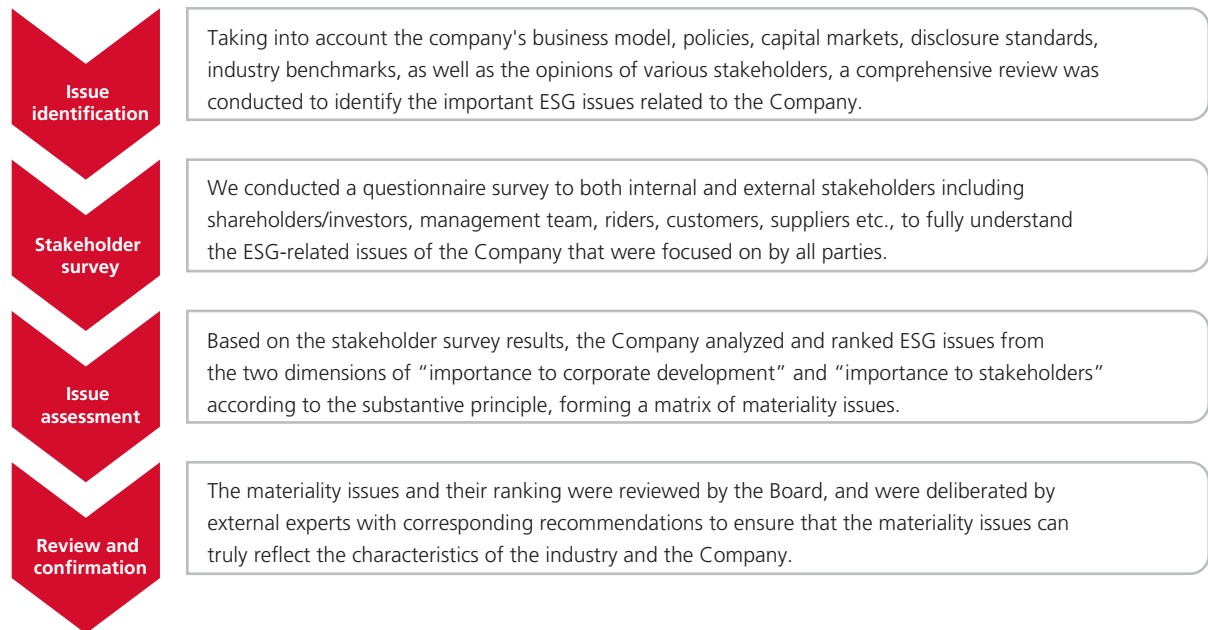 Issue
identification
Taking into account the company's business model, policies, capital markets, disclosure standards,
industry benchmarks, as well as the opinions of various stakeholders, a comprehensive review was
conducted to identify the important ESG issues related to the Company.
Stakeholder
survey
We conducted a questionnaire survey to both internal and external stakeholders including
shareholders/investors, management team, riders, customers, suppliers etc., to fully understand
the ESG-related issues of the Company that were focused on by all parties.
Issue
assessment
Based on the stakeholder survey results, the Company analyzed and ranked ESG issues from
the two dimensions of “importance to corporate development” and “importance to stakeholders”
according to the substantive principle, forming a matrix of materiality issues.
Review and
confirmation
The materiality issues and their ranking were reviewed by the Board, and were deliberated by
external experts with corresponding recommendations to ensure that the materiality issues can
truly reflect the characteristics of the industry and the Company.